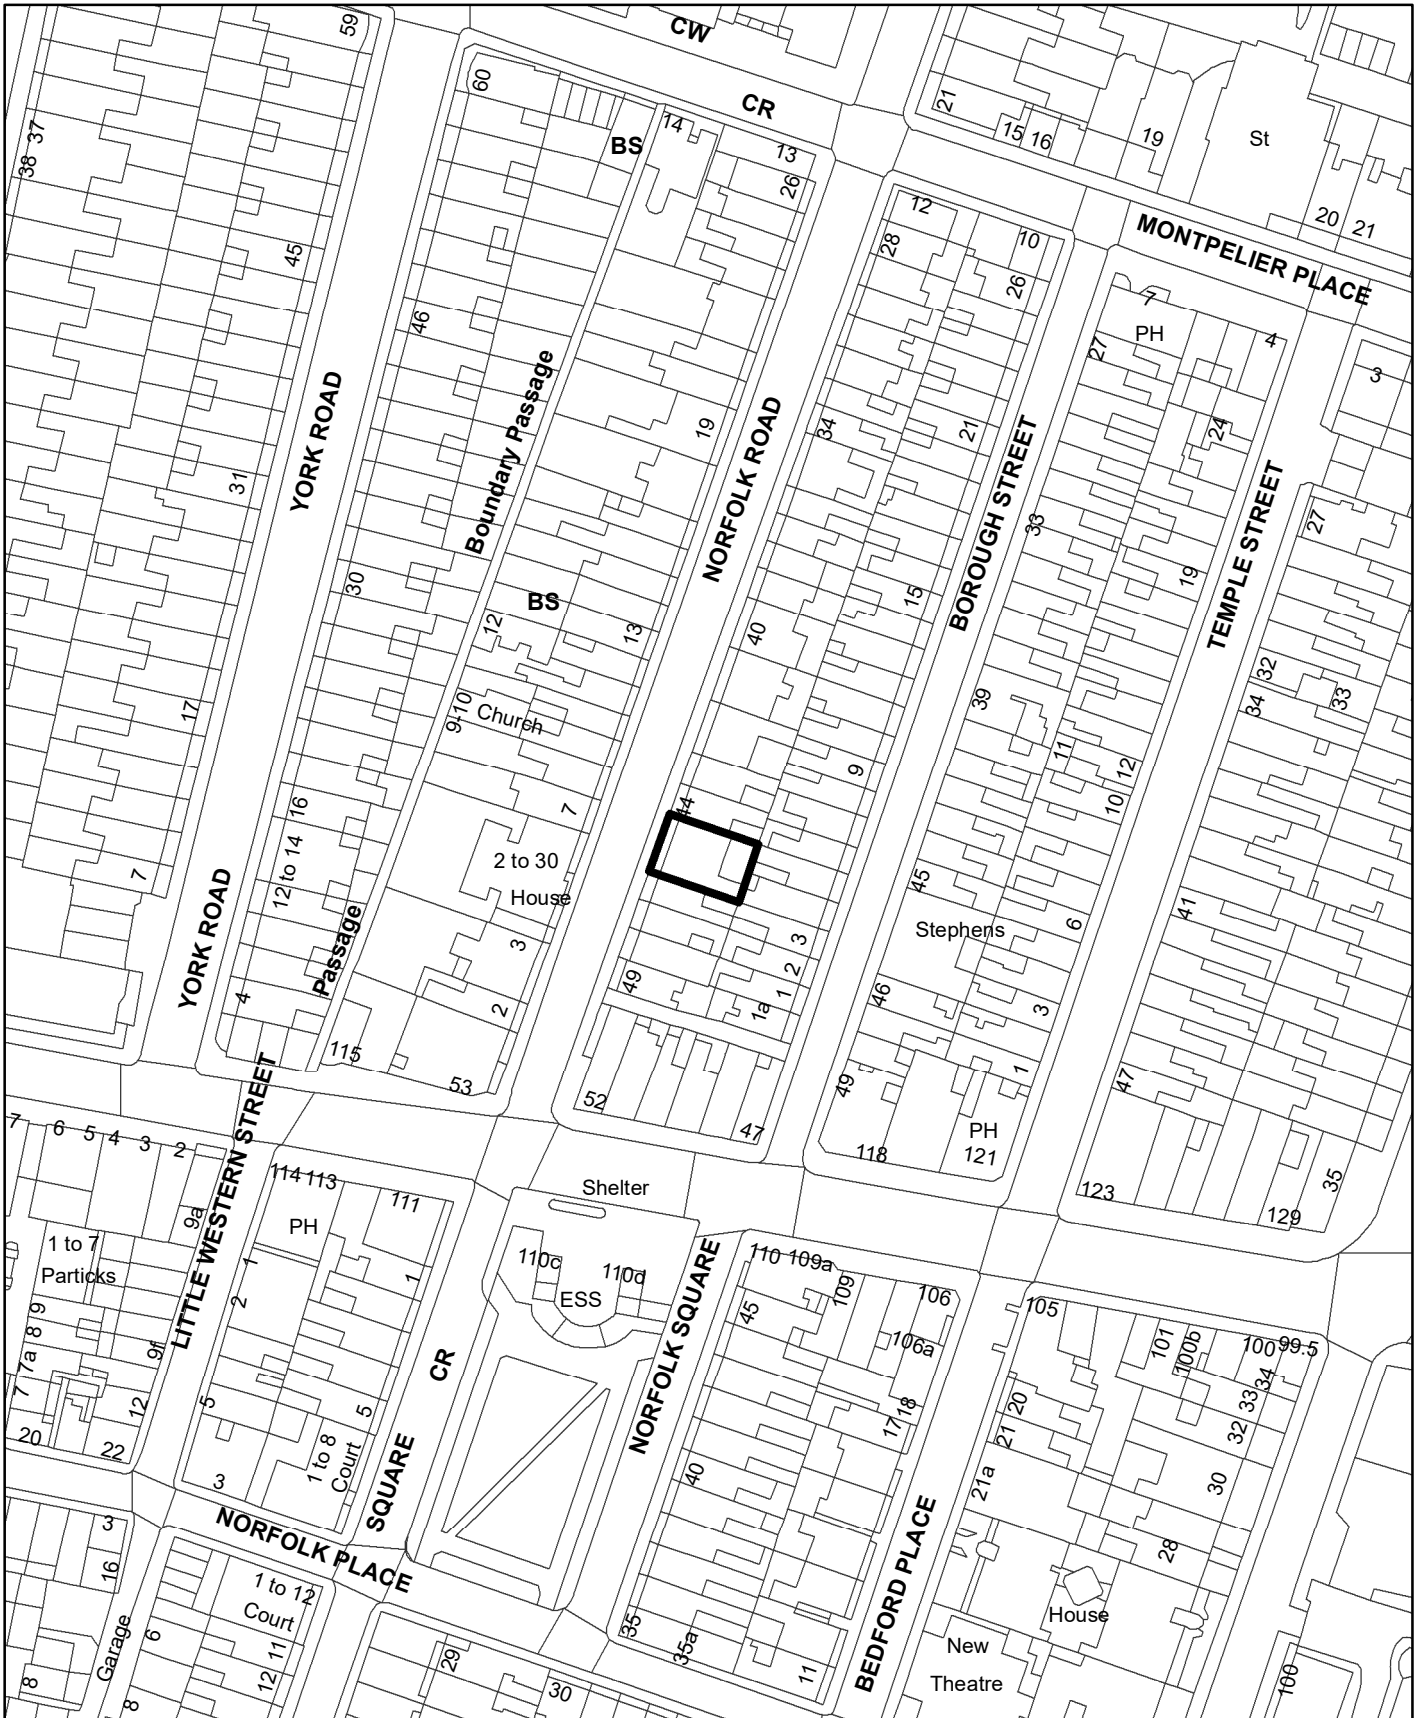 59
CW
60
CR
21
15
16
19
St
37
38
BS
14
13
26
20
21
12
10
MONTPELIER PLACE
45
28
26
7
PH
4
46
27
3
YORK ROAD
Boundary Passage
19
NORFOLK ROAD
34
21
24
31
BOROUGH STREET
33
TEMPLE STREET
27
30
BS
15
19
12
13
40
32
33
34
17
9-10
Church
39
9
11
12
10
16
7
44
12 to 14
2 to 30
House
7
45
41
YORK ROAD
Passage
3
3
Stephens
6
4
49
2
46
2
1
1a
3
115
53
52
47
49
1
47
7
6
5
4
3
2
LITTLE WESTERN STREET
118
PH
121
114
113
111
Shelter
123
129
35
9a
PH
1 to 7
Particks
1
1
110c
110d
ESS
NORFOLK SQUARE
110
109a
109
106
105
2
45
106a
101
100b
100
99.5
9
8
7a
7
9f
CR
34
33
32
12
5
5
18
17
20
21
20
22
3
1 to 8
Court
SQUARE
40
21a
30
NORFOLK PLACE
3
16
28
BEDFORD PLACE
1 to 12
Court
House
Garage
6
11
12
35
35a
29
New
Theatre
11
8
8
30
100